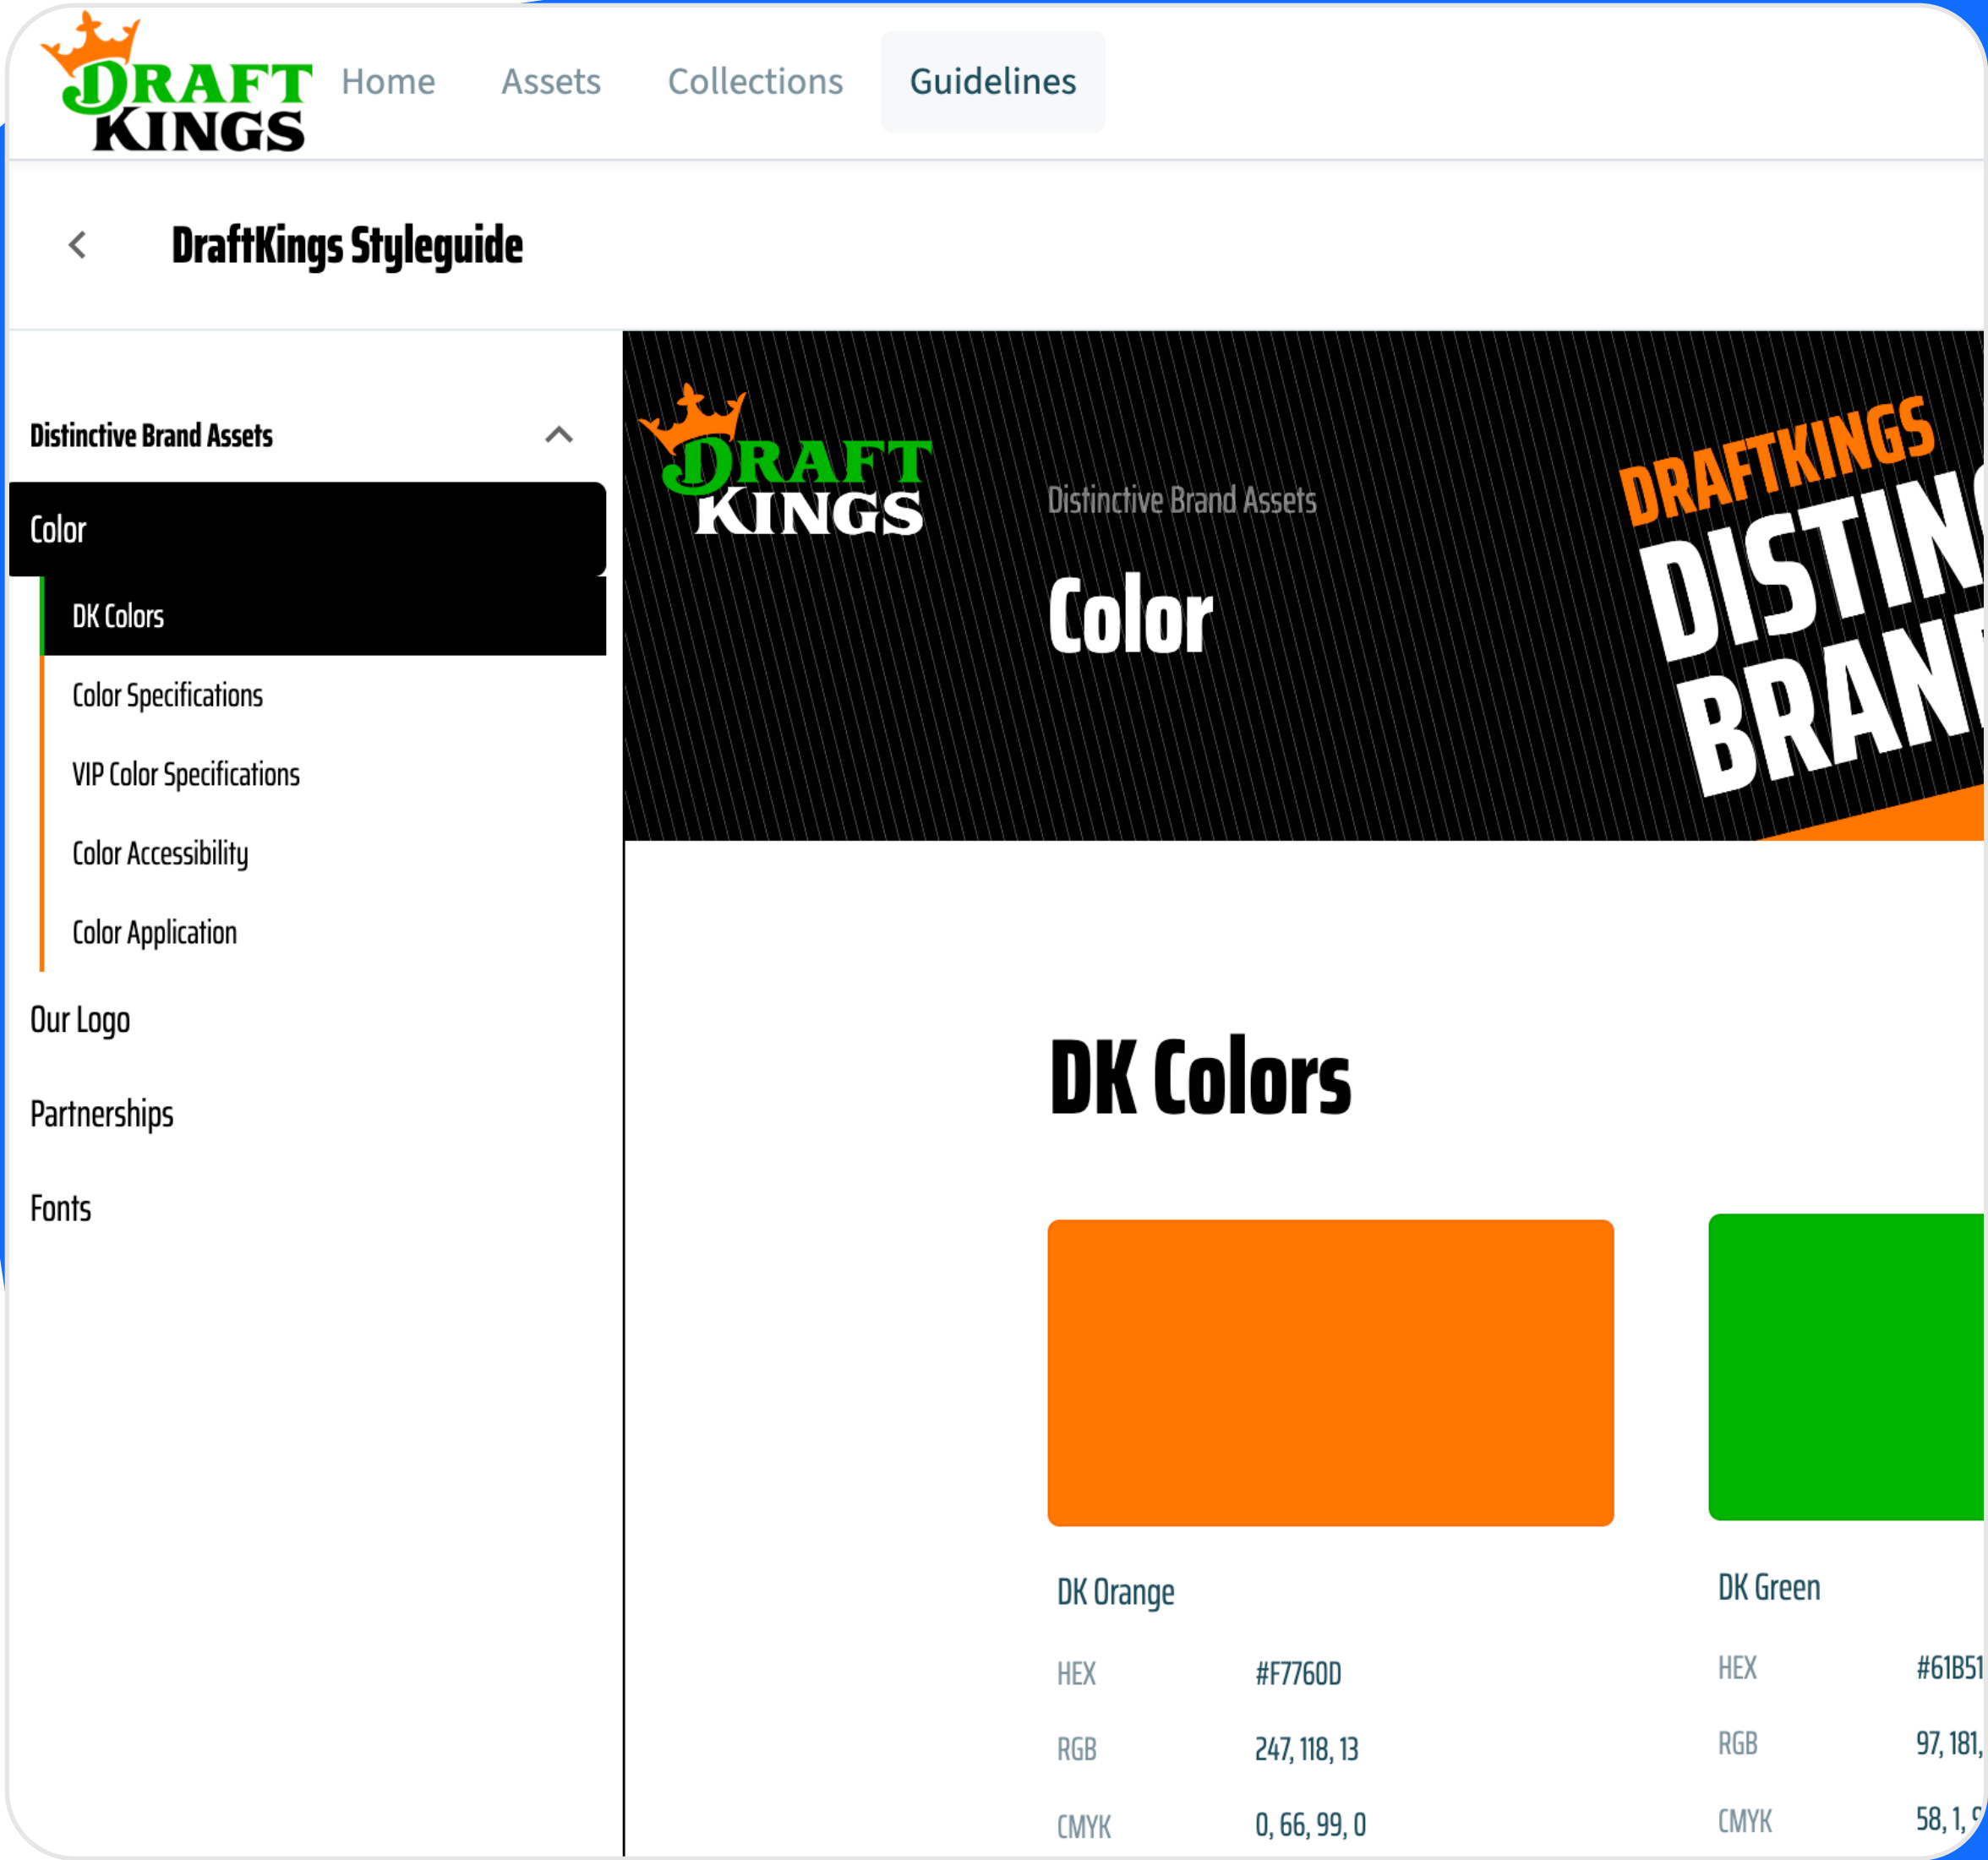 DRAFT
KINGS
Home Assets Collections Guidelines
DraftKings Styleguide
Distinctive Brand Assets
Color
DK Colors
Color Specifications
VIP Color Specifications
Color Accessibility
Color Application
Our Logo
Partnerships
Fonts
DRAFT
KINGS
Distinctive Brand Assets
Color
DRAFTKINGS
DISTIN
BRAN
DK Colors
DK Orange
HEX #F7760D
RGB 247, 118, 13
CMYK 0, 66, 99, 0
DK Green
HEX #61B51
RGB 97, 181,
CMYK 58, 1,